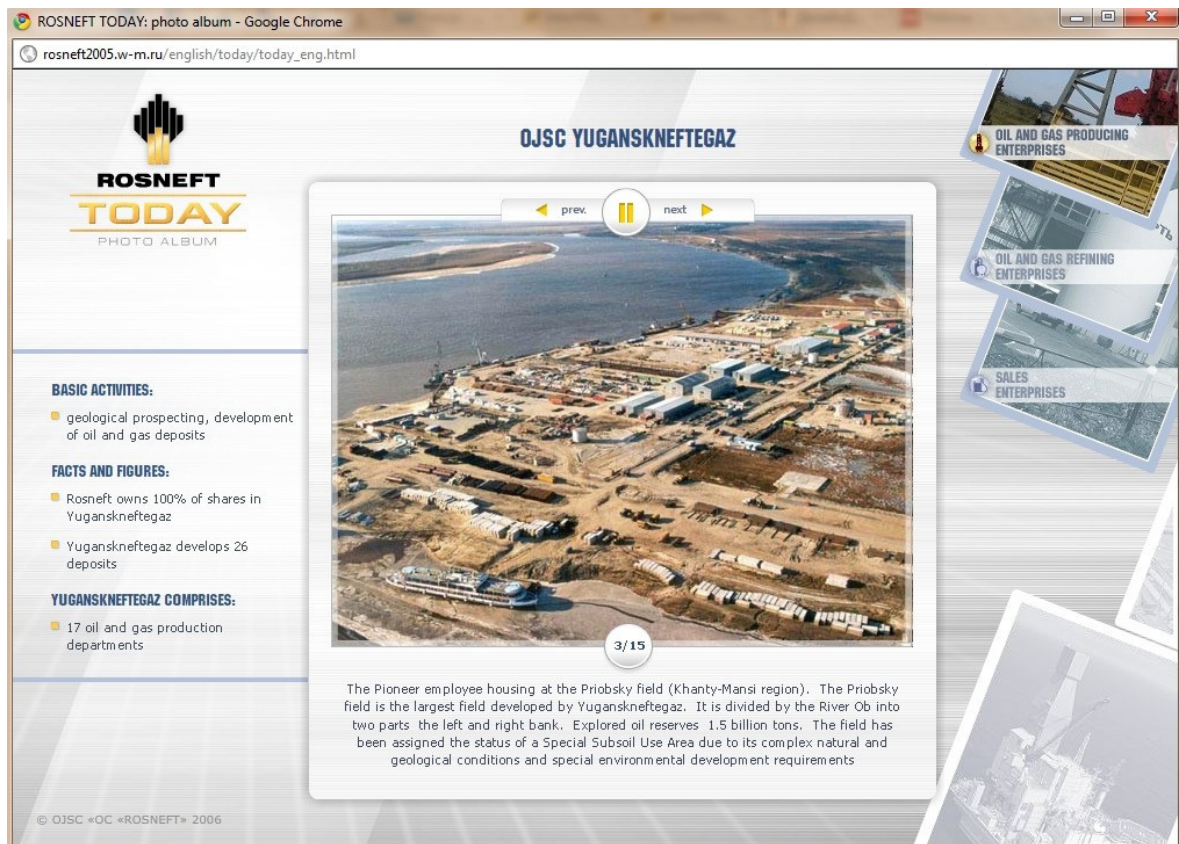 ROSNEFT TODAY: photo album - Google Chrome
rosneft2005.w-m.ru/english/today/today_eng.html
ROSNEFT
TODAY
PHOTO ALBUM
OJSC YUGANSKNEFTEGAZ
prev.
next
OIL AND GAS PRODUCING
ENTERPRISES
OIL AND GAS REFINING
ENTERPRISES
SALES
ENTERPRISES
BASIC ACTIVITIES:
geological prospecting, development
of oil and gas deposits
FACTS AND FIGURES:
Rosneft owns 100% of shares in
Yuganskneftegaz
Yuganskneftegaz develops 26
deposits
YUGANSKNEFTEGAZ COMPRISES:
17 oil and gas production
departments
3/15
The Pioneer employee housing at the Priobsky field (Khanty-Mansi region). The Priobsky
field is the largest field developed by Yuganskneftegaz. It is divided by the River Ob into
two parts the left and right bank. Explored oil reserves 1.5 billion tons. The field has
been assigned the status of a Special Subsoil Use Area due to its complex natural and
geological conditions and special environmental development requirements
© OJSC «OC «ROSNEFT» 2006